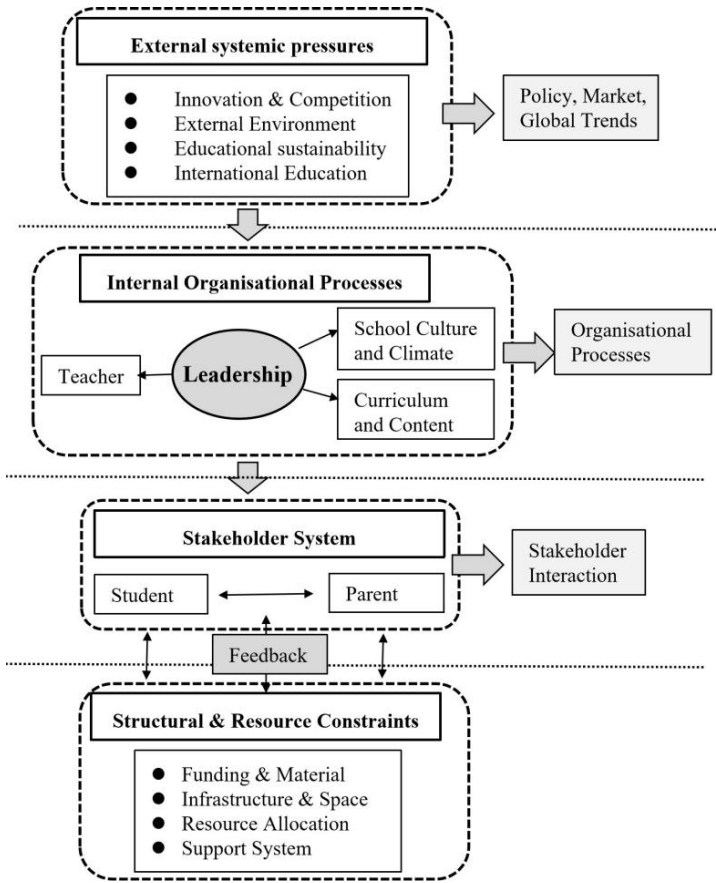 External systemic pressures
● Innovation & Competition
● External Environment
● Educational sustainability
● International Education
Policy, Market,
Global Trends
Internal Organisational Processes
School Culture
and Climate
Teacher
Leadership
Curriculum
and Content
Organisational
Processes
Stakeholder System
Student
Parent
Stakeholder
Interaction
Feedback
Structural & Resource Constraints
● Funding & Material
● Infrastructure & Space
● Resource Allocation
● Support System